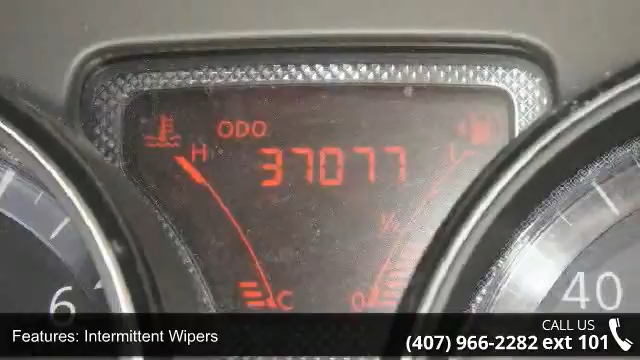 ODO
H
37077
C
6
40
Features: Intermittent Wipers
CALL US
(407) 966-2282 ext 101